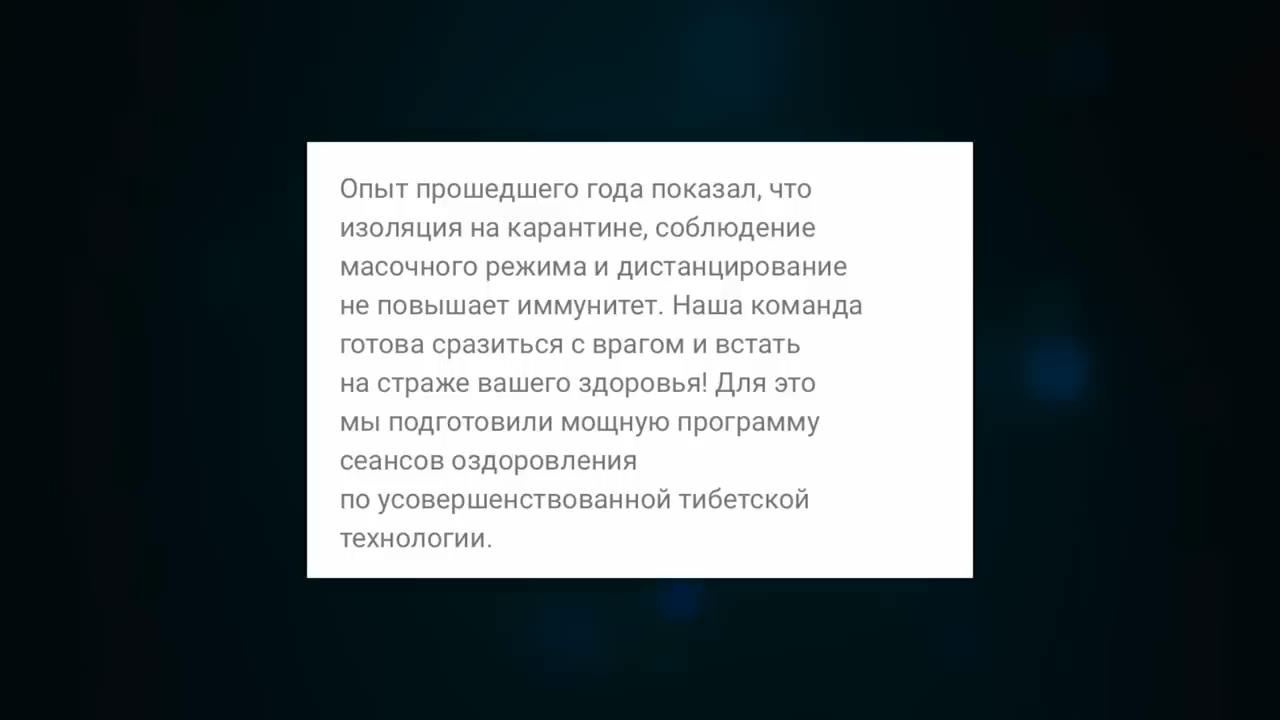 Опыт прошедшего года показал, что
изоляция на карантине, соблюдение
масочного режима и дистанцирование
не повышает иммунитет. Наша команда
готова сразиться с врагом и встать
на страже вашего здоровья! Для это
мы подготовили мощную программу
сеансов оздоровления
по усовершенствованной тибетской
технологии.